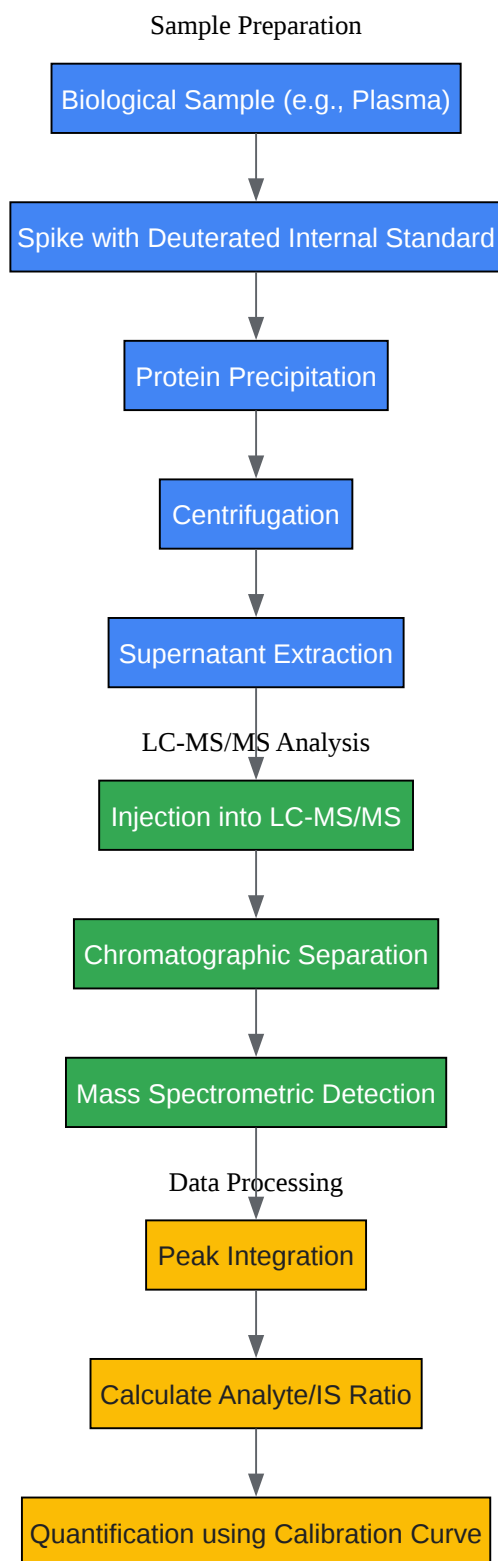 Sample Preparation
Biological Sample (e.g., Plasma)
Spike with Deuterated Internal Standard
Protein Precipitation
Centrifugation
Supernatant Extraction
LC-MS/MS Analysis
Injection into LC-MS/MS
Chromatographic Separation
Mass Spectrometric Detection
Data Processing
Peak Integration
Calculate Analyte/IS Ratio
Quantification using Calibration Curve